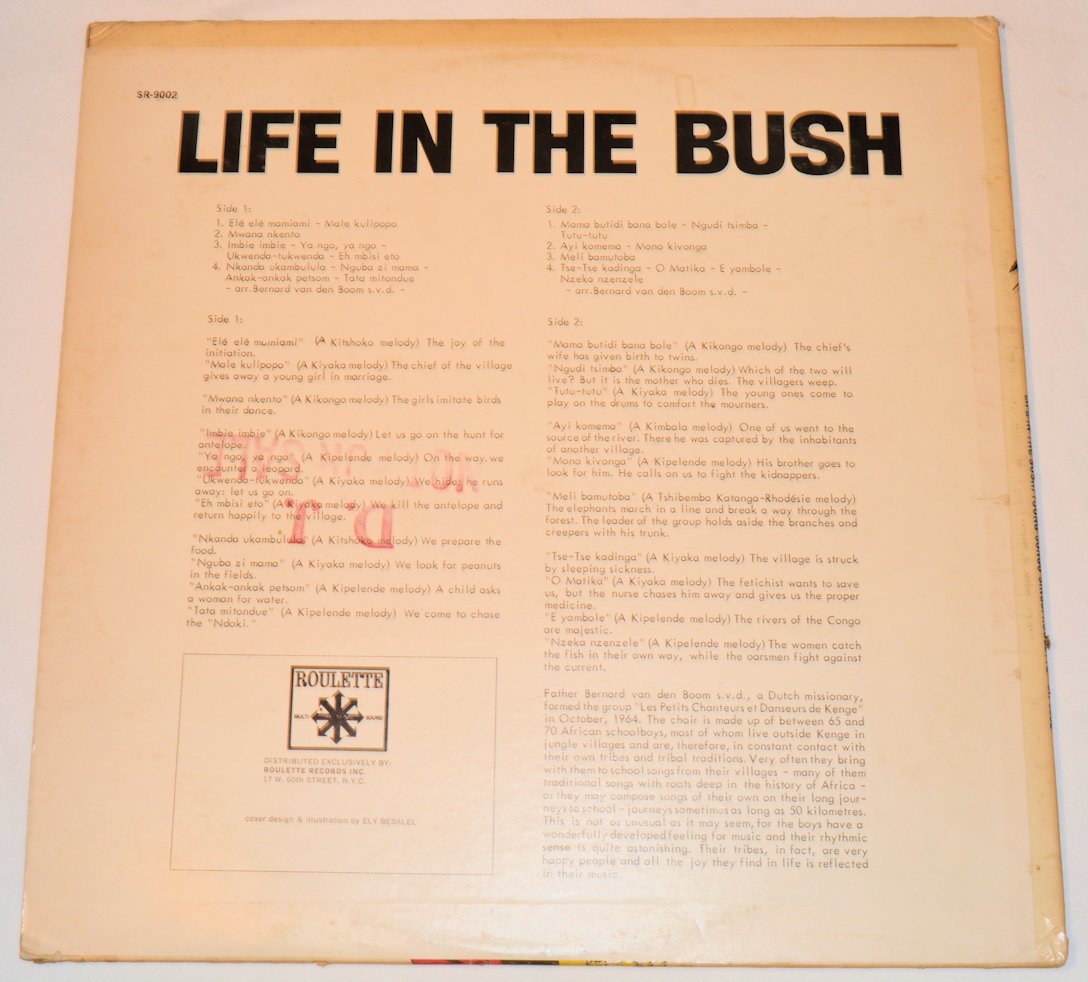 SR-9002
LIFE IN THE BUSH
Side 1:
1. Elé elé mamiami - Male kulipopo
2. Mwana nkento
3. Imbie imbie - Ya ngo, ya ngo -
Ukwenda-tukwenda - Eh mbisi eto
4. Nkanda ukambulula - Nguba zi mama -
Ankak-ankak petsom - Tata mitondue
- arr.Bernard van den Boom s.v.d. -
Side 2:
1. Mama butidi bana bole - Ngudi tsimba -
Tutu-tutu
2. Ayi komema - Mono kivonga
3. Meli bamutoba
4. Tse-Tse kadinga - O Matika - E yambole -
Nzeka nzenzele
- arr.Bernard van den Boom s.v.d. -
Side 1:
"Elé elé mamiami" (A Kitshoko melody) The joy of the
initiation.
"Male kulipopo" (A Kiyaka melody) The chief of the village
gives away a young girl in marriage.
"Mwana nkento" (A Kikongo melody) The girls imitate birds
in their dance.
"Imbie imbie" (A Kikongo melody) Let us go on the hunt for
antelope.
"Ya ngo, ya ngo" (A Kipelende melody) On the way, we
encounter a leopard.
"Ukwenda-tukwenda" (A Kiyaka melody) We hide; he runs
away: let us go on.
"Eh mbisi eto" (A Kiyaka melody) We kill the antelope and
return happily to the village.
"Nkanda ukambulula" (A Kitshoko melody) We prepare the
food.
"Nguba zi mama" (A Kiyaka melody) We look for peanuts
in the fields.
"Ankak-ankak petsom" (A Kipelende melody) A child asks
a woman for water.
"Tata mitondue" (A Kipelende melody) We come to chase
the "Ndoki."
Side 2:
"Mama butidi bana bole" (A Kikongo melody) The chief's
wife has given birth to twins.
"Ngudi tsimba" (A Kikongo melody) Which of the two will
live? But it is the mother who dies. The villagers weep.
"Tutu-tutu" (A Kiyaka melody) The young ones come to
play on the drums to comfort the mourners.
"Ayi komema" (A Kimbala melody) One of us went to the
source of the river. There he was captured by the inhabitants
of another village.
"Mono kivonga" (A Kipelende melody) His brother goes to
look for him. He calls on us to fight the kidnappers.
"Meli bamutoba" (A Tshibemba Katanga-Rhodésie melody)
The elephants march in a line and break a way through the
forest. The leader of the group holds aside the branches and
creepers with his trunk.
"Tse-Tse kadinga" (A Kiyaka melody) The village is struck
by sleeping sickness.
"O Matika" (A Kiyaka melody) The fetichist wants to save
us, but the nurse chases him away and gives us the proper
medicine.
"E yambole" (A Kipelende melody) The rivers of the Congo
are majestic.
"Nzeka nzenzele" (A Kipelende melody) The women catch
the fish in their own way, while the oarsmen fight against
the current.
Father Bernard van den Boom s.v.d., a Dutch missionary,
formed the group "Les Petits Chanteurs et Danseurs de Kenge"
in October, 1964. The choir is made up of between 65 and
70 African schoolboys, most of whom live outside Kenge in
jungle villages and are, therefore, in constant contact with
their own tribes and tribal traditions. Very often they bring
with them to school songs from their villages - many of them
traditional songs with roots deep in the history of Africa -
or they may compose songs of their own on their long jour-
neys to school - journeys sometimes as long as 50 kilometres.
This is not as unusual as it may seem, for the boys have a
wonderfully developed feeling for music and their rhythmic
sense is quite astonishing. Their tribes, in fact, are very
happy people and all the joy they find in life is reflected
in their music.
ROULETTE
MULTI SOUND
DISTRIBUTED EXCLUSIVELY BY:
ROULETTE RECORDS INC.
17 W. 60th STREET, N.Y.C.
cover design & illustration by ELY BESALEL